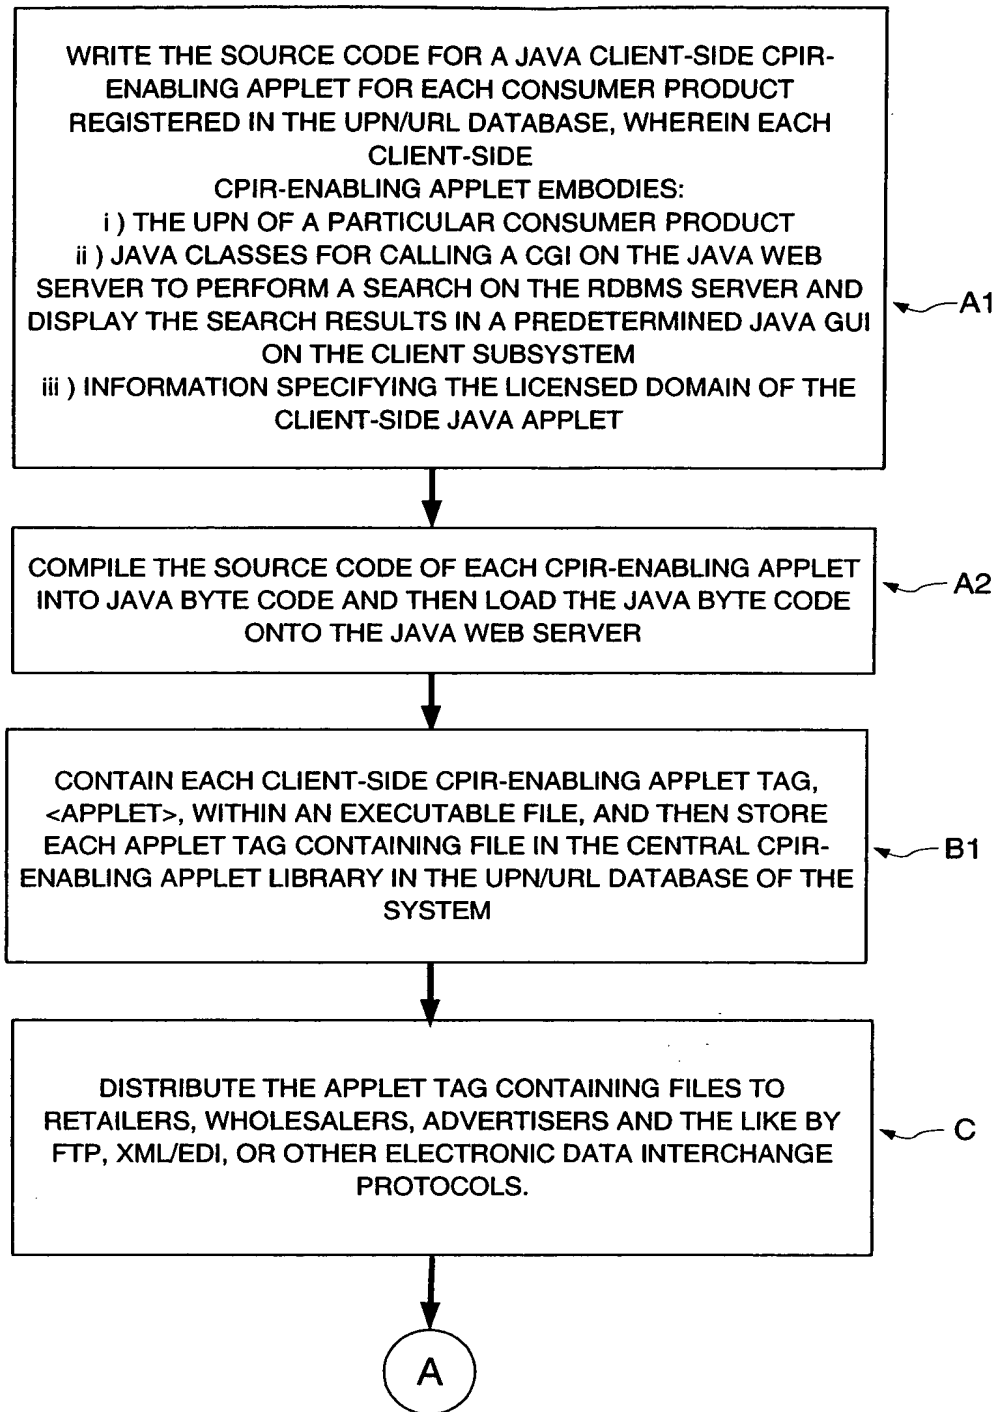 WRITE THE SOURCE CODE FOR A JAVA CLIENT-SIDE CPIR-
ENABLING APPLET FOR EACH CONSUMER PRODUCT
REGISTERED IN THE UPN/URL DATABASE, WHEREIN EACH
CLIENT-SIDE
CPIR-ENABLING APPLET EMBODIES:
i ) THE UPN OF A PARTICULAR CONSUMER PRODUCT
ii ) JAVA CLASSES FOR CALLING A CGI ON THE JAVA WEB
SERVER TO PERFORM A SEARCH ON THE RDBMS SERVER AND
DISPLAY THE SEARCH RESULTS IN A PREDETERMINED JAVA GUI
ON THE CLIENT SUBSYSTEM
iii ) INFORMATION SPECIFYING THE LICENSED DOMAIN OF THE
CLIENT-SIDE JAVA APPLET
A1
COMPILE THE SOURCE CODE OF EACH CPIR-ENABLING APPLET
INTO JAVA BYTE CODE AND THEN LOAD THE JAVA BYTE CODE
ONTO THE JAVA WEB SERVER
A2
CONTAIN EACH CLIENT-SIDE CPIR-ENABLING APPLET TAG,
<APPLET>, WITHIN AN EXECUTABLE FILE, AND THEN STORE
EACH APPLET TAG CONTAINING FILE IN THE CENTRAL CPIR-
ENABLING APPLET LIBRARY IN THE UPN/URL DATABASE OF THE
SYSTEM
B1
DISTRIBUTE THE APPLET TAG CONTAINING FILES TO
RETAILERS, WHOLESALERS, ADVERTISERS AND THE LIKE BY
FTP, XML/EDI, OR OTHER ELECTRONIC DATA INTERCHANGE
PROTOCOLS.
C
A